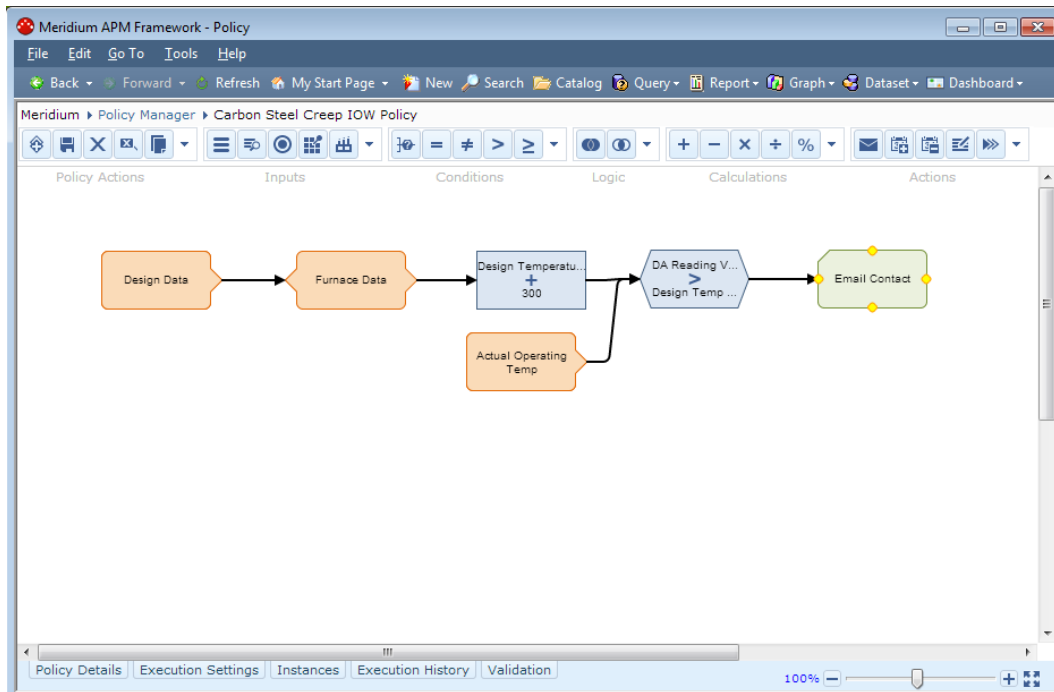 Meridium APM Framework - Policy
File Edit Go To Tools Help
Back Forward Refresh My Start Page New Search Catalog Query Report Graph Dataset Dashboard
Meridium Policy Manager Carbon Steel Creep IOW Policy
= ≠ > ≥ + − × ÷ %
Policy Actions Inputs Conditions Logic Calculations Actions
Design Data
Furnace Data
Design Temperatu...
+
300
DA Reading V...
>
Design Temp ...
Email Contact
Actual Operating
Temp
Policy Details Execution Settings Instances Execution History Validation
100%